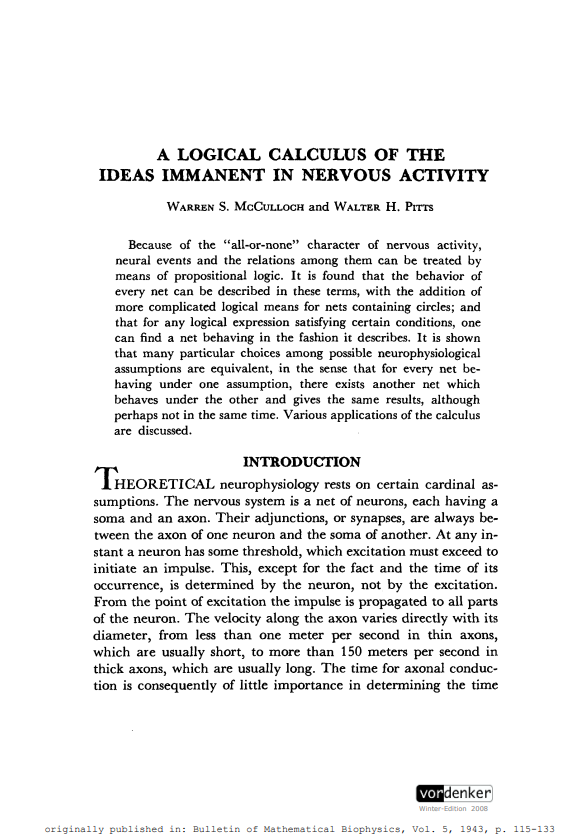 A LOGICAL CALCULUS OF THE
IDEAS IMMANENT IN NERVOUS ACTIVITY
WARREN S. MCCULLOCH and WALTER H. PITTS
Because of the "all-or-none" character of nervous activity,
neural events and the relations among them can be treated by
means of propositional logic. It is found that the behavior of
every net can be described in these terms, with the addition of
more complicated logical means for nets containing circles; and
that for any logical expression satisfying certain conditions, one
can find a net behaving in the fashion it describes. It is shown
that many particular choices among possible neurophysiological
assumptions are equivalent, in the sense that for every net be-
having under one assumption, there exists another net which
behaves under the other and gives the same results, although
perhaps not in the same time. Various applications of the calculus
are discussed.
INTRODUCTION
THEORETICAL neurophysiology rests on certain cardinal as-
sumptions. The nervous system is a net of neurons, each having a
soma and an axon. Their adjunctions, or synapses, are always be-
tween the axon of one neuron and the soma of another. At any in-
stant a neuron has some threshold, which excitation must exceed to
initiate an impulse. This, except for the fact and the time of its
occurrence, is determined by the neuron, not by the excitation.
From the point of excitation the impulse is propagated to all parts
of the neuron. The velocity along the axon varies directly with its
diameter, from less than one meter per second in thin axons,
which are usually short, to more than 150 meters per second in
thick axons, which are usually long. The time for axonal conduc-
tion is consequently of little importance in determining the time
vordenker
Winter-Edition 2008
originally published in: Bulletin of Mathematical Biophysics, Vol. 5, 1943, p. 115-133